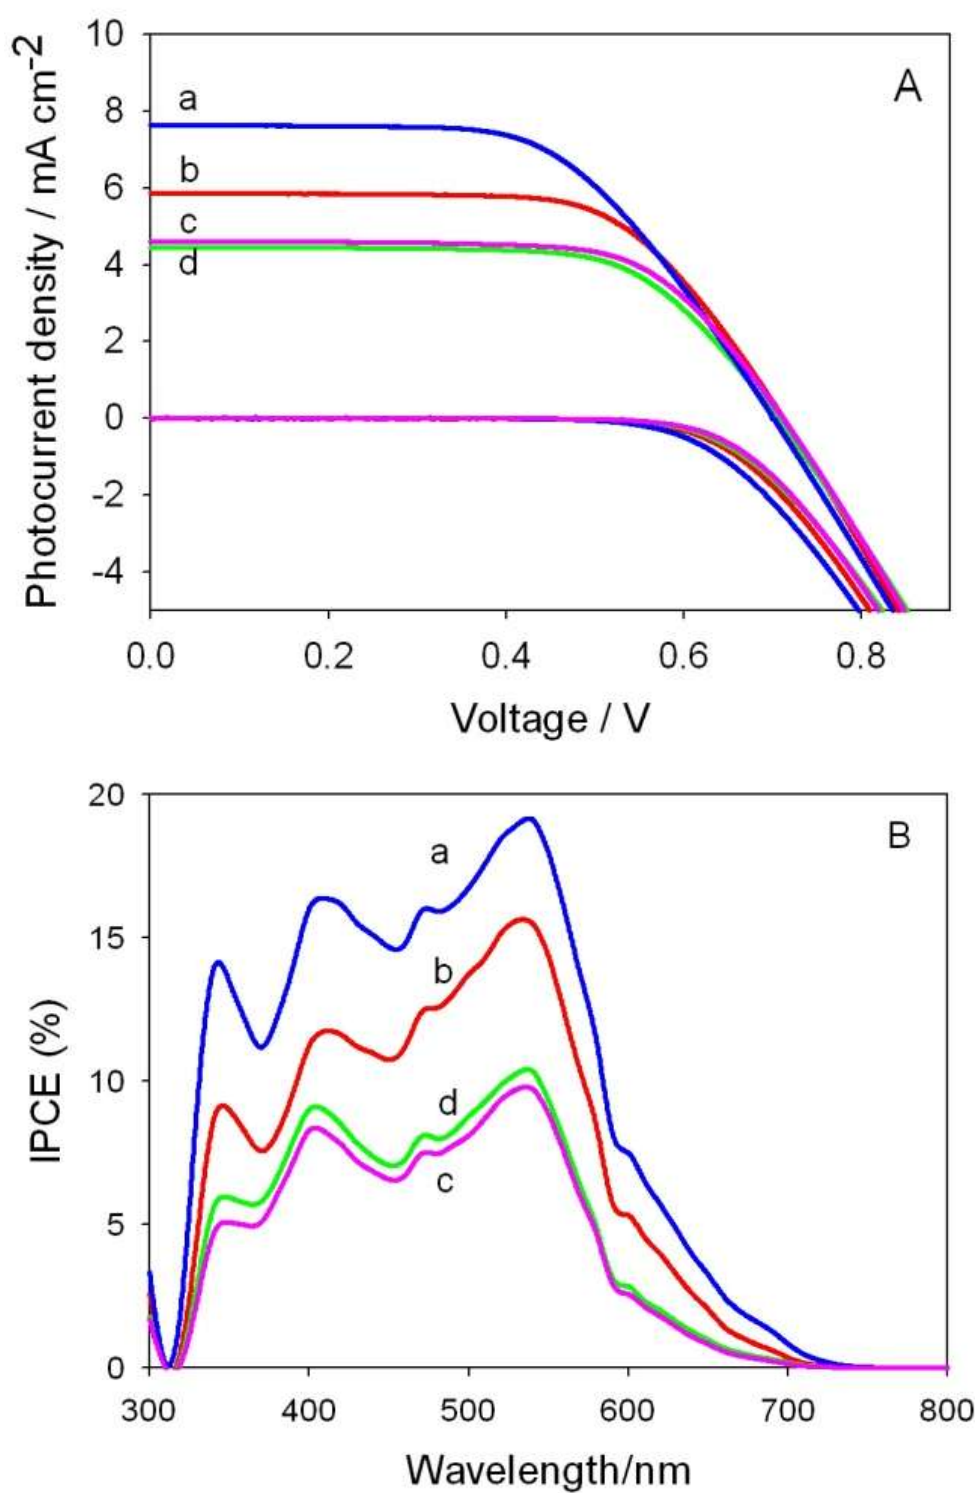 10
A
a
8
b
6
c
4
d
2
0
-2
-4
Photocurrent density / mA cm-2
0.0 0.2 0.4 0.6 0.8
Voltage / V
20
B
a
15
b
10
d
c
5
0
IPCE (%)
300 400 500 600 700 800
Wavelength/nm